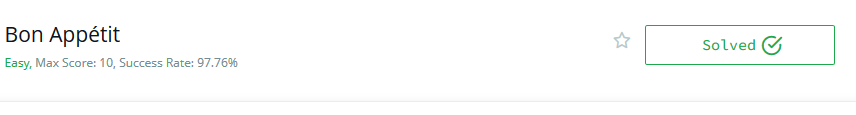 Bon Appétit
Easy, Max Score: 10, Success Rate: 97.76%
Solved